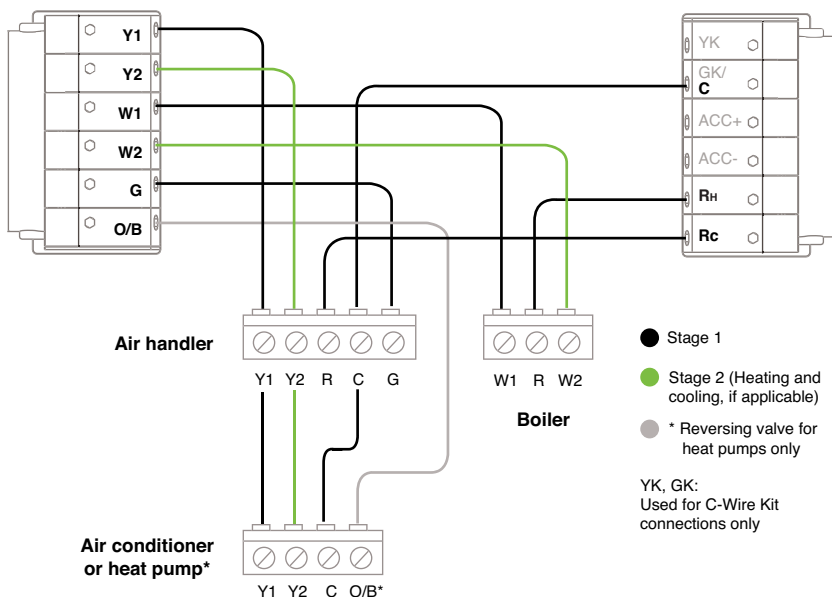 Y1
Y2
W1
W2
G
O/B
YK
GK/
C
ACC+
ACC-
RH
Rc
Air handler
Y1 Y2 R C G
W1 R W2
Boiler
Stage 1
Stage 2 (Heating and
cooling, if applicable)
* Reversing valve for
heat pumps only
YK, GK:
Used for C-Wire Kit
connections only
Air conditioner
or heat pump*
Y1 Y2 C O/B*